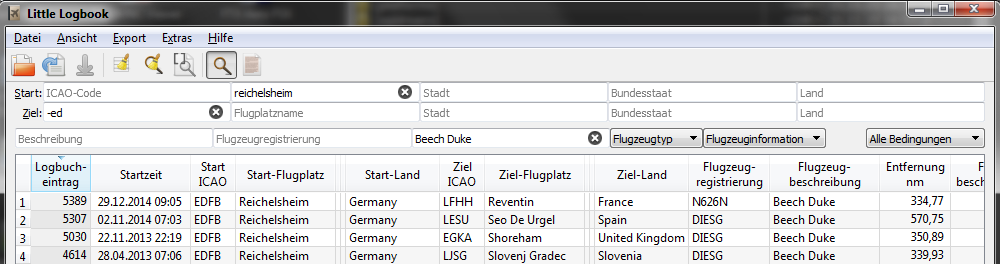 Little Logbook
Datei Ansicht Export Extras Hilfe
Start: ICAO-Code reichelsheim Stadt Bundesstaat Land
Ziel: -ed Flugplatzname Stadt Bundesstaat Land
Beschreibung Flugzeugregistrierung Beech Duke Flugzeugtyp Flugzeuginformation Alle Bedingungen
Logbuch- Start Ziel Flugzeug- Flugzeug- Entfernung F
eintrag Startzeit ICAO Start-Flugplatz Start-Land ICAO Ziel-Flugplatz Ziel-Land registrierung beschreibung nm besch
1 5389 29.12.2014 09:05 EDFB Reichelsheim Germany LFHH Reventin France N626N Beech Duke 334,77
2 5307 02.11.2014 07:03 EDFB Reichelsheim Germany LESU Seo De Urgel Spain DIESG Beech Duke 570,75
3 5030 22.11.2013 22:19 EDFB Reichelsheim Germany EGKA Shoreham United Kingdom DIESG Beech Duke 350,89
4 4614 28.04.2013 07:06 EDFB Reichelsheim Germany LJSG Slovenj Gradec Slovenia DIESG Beech Duke 339,93